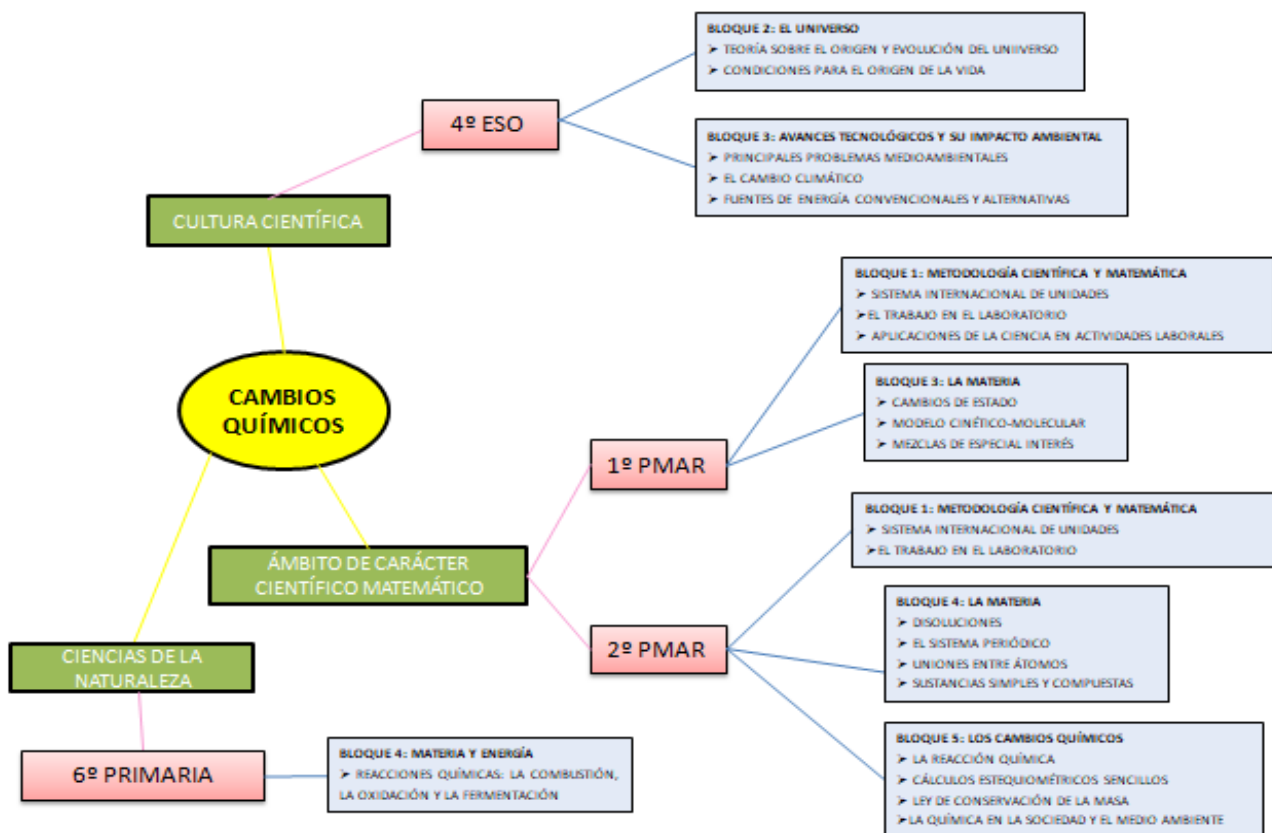 BLOQUE 2: EL UNIVERSO
➢ TEORÍA SOBRE EL ORIGEN Y EVOLUCIÓN DEL UNIIVERSO
➢ CONDICIONES PARA EL ORIGEN DE LA VIDA
4º ESO
BLOQUE 3: AVANCES TECNOLÓGICOS Y SU IMPACTO AMBIENTAL
➢ PRINCIPALES PROBLEMAS MEDIOAMBIENTALES
➢ EL CAMBIO CLIMÁTICO
➢ FUENTES DE ENERGÍA CONVENCIONALES Y ALTERNATIVAS
CULTURA CIENTÍFICA
BLOQUE 1: METODOLOGÍA CIENTÍFICA Y MATEMÁTICA
➢ SISTEMA INTERNACIONAL DE UNIDADES
➢EL TRABAJO EN EL LABORATORIO
➢ APLICACIONES DE LA CIENCIA EN ACTIVIDADES LABORALES
CAMBIOS
QUÍMICOS
BLOQUE 3: LA MATERIA
➢ CAMBIOS DE ESTADO
➢ MODELO CINÉTICO-MOLECULAR
➢ MEZCLAS DE ESPECIAL INTERÉS
1º PMAR
BLOQUE 1: METODOLOGÍA CIENTÍFICA Y MATEMÁTICA
➢ SISTEMA INTERNACIONAL DE UNIDADES
➢EL TRABAJO EN EL LABORATORIO
ÁMBITO DE CARÁCTER
CIENTÍFICO MATEMÁTICO
BLOQUE 4: LA MATERIA
➢ DISOLUCIONES
➢ EL SISTEMA PERIÓDICO
➢ UNIONES ENTRE ÁTOMOS
➢ SUSTANCIAS SIMPLES Y COMPUESTAS
2º PMAR
CIENCIAS DE LA
NATURALEZA
BLOQUE 5: LOS CAMBIOS QUÍMICOS
➢ LA REACCIÓN QUÍMICA
➢ CÁLCULOS ESTEQUIOMÉTRICOS SENCILLOS
➢ LEY DE CONSERVACIÓN DE LA MASA
➢LA QUÍMICA EN LA SOCIEDAD Y EL MEDIO AMBIENTE
6º PRIMARIA
BLOQUE 4: MATERIA Y ENERGÍA
➢ REACCIONES QUÍMICAS: LA COMBUSTIÓN,
LA OXIDACIÓN Y LA FERMENTACIÓN